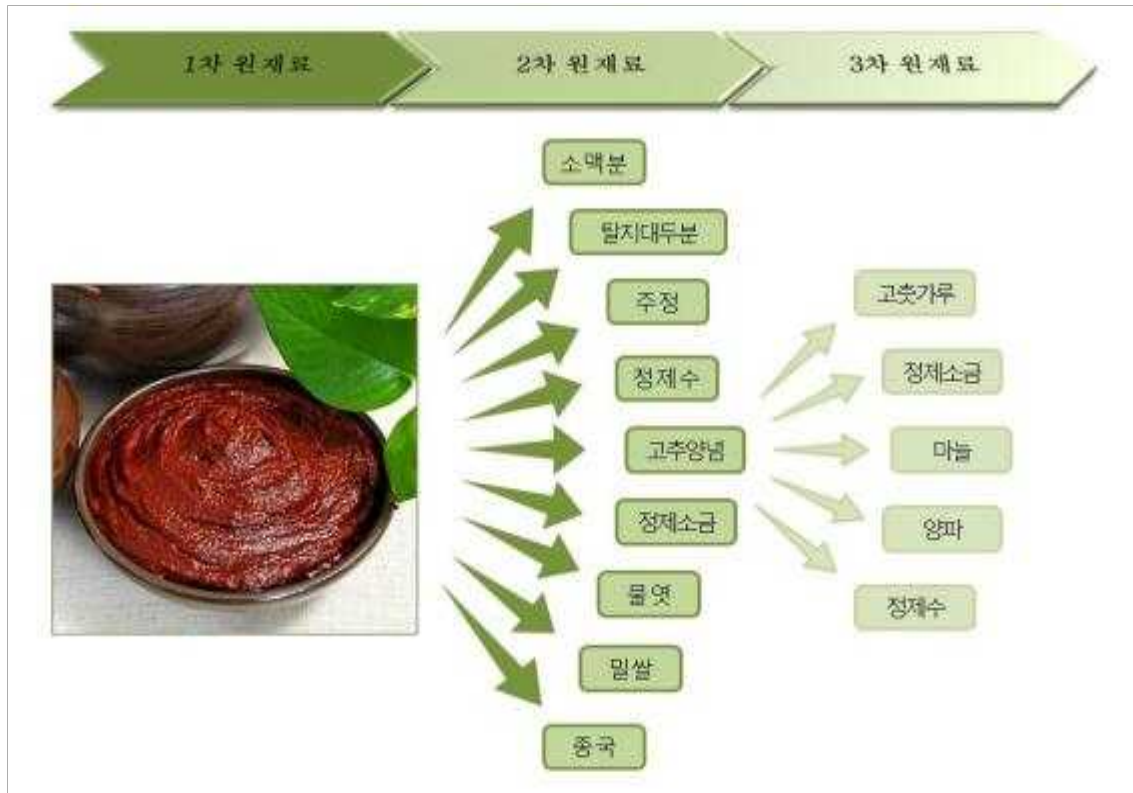 1차 원재료
2차 원재료
3차 원재료
소맥분
탈지대두분
주정
정제수
고추양념
정제소금
물엿
밀쌀
종국
고춧가루
정제소금
마늘
양파
정제수